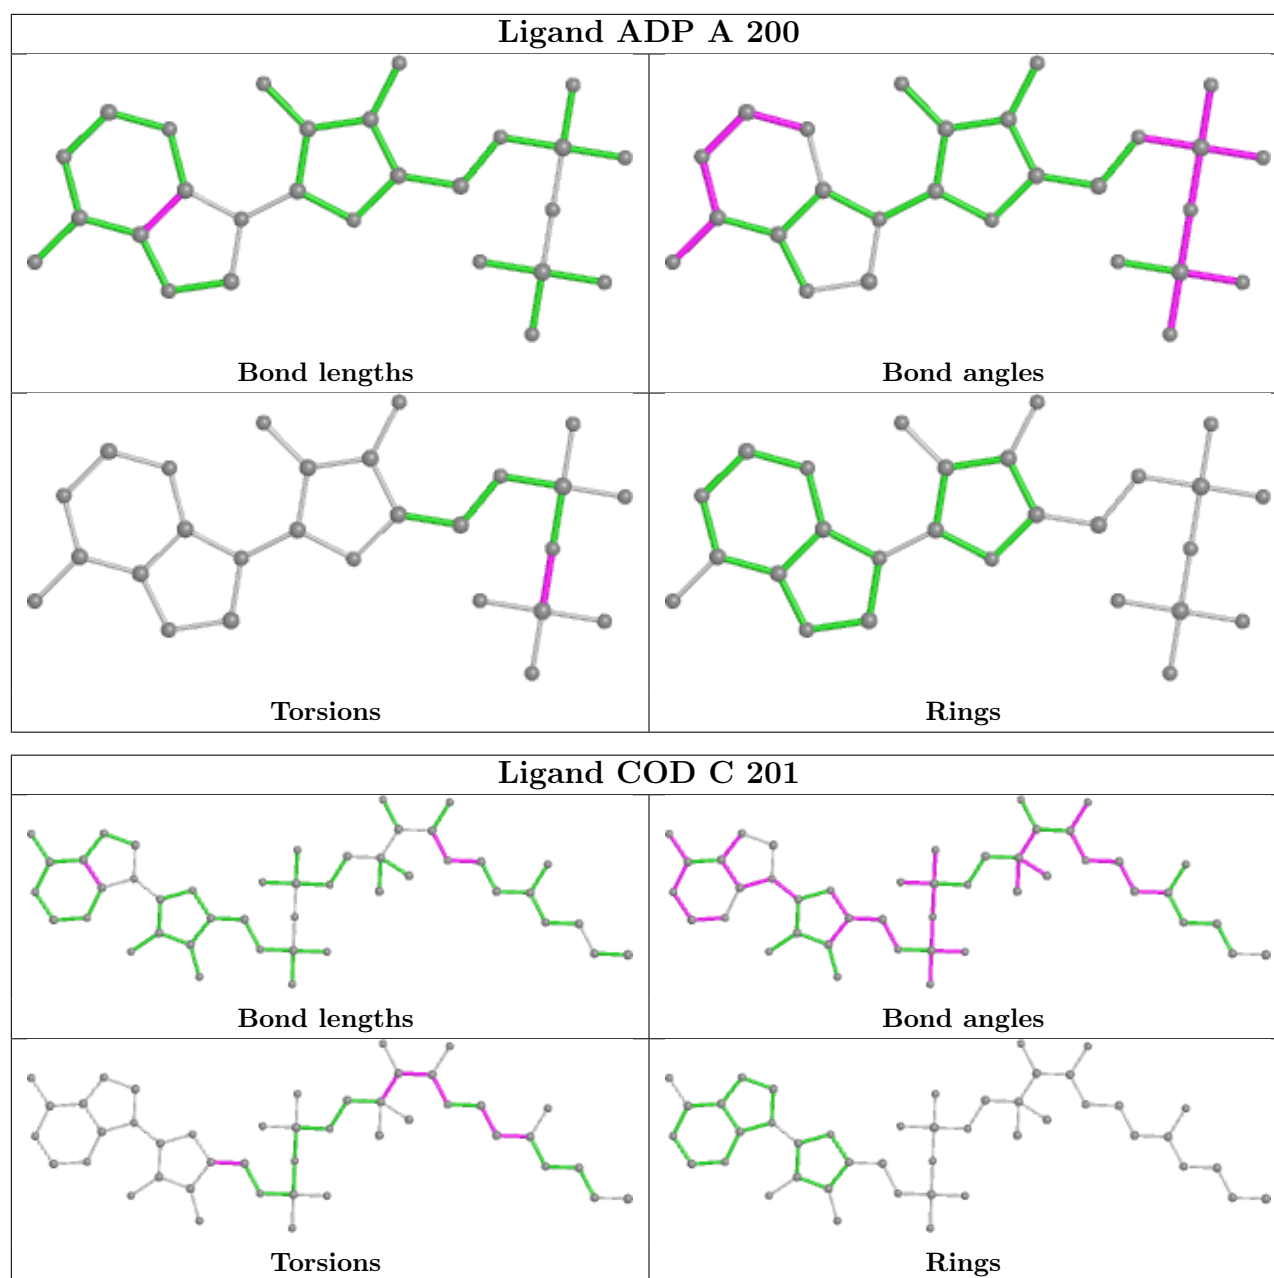 Ligand ADP A 200
Bond lengths
Bond angles
Torsions
Rings
Ligand COD C 201
Bond lengths
Bond angles
Torsions
Rings